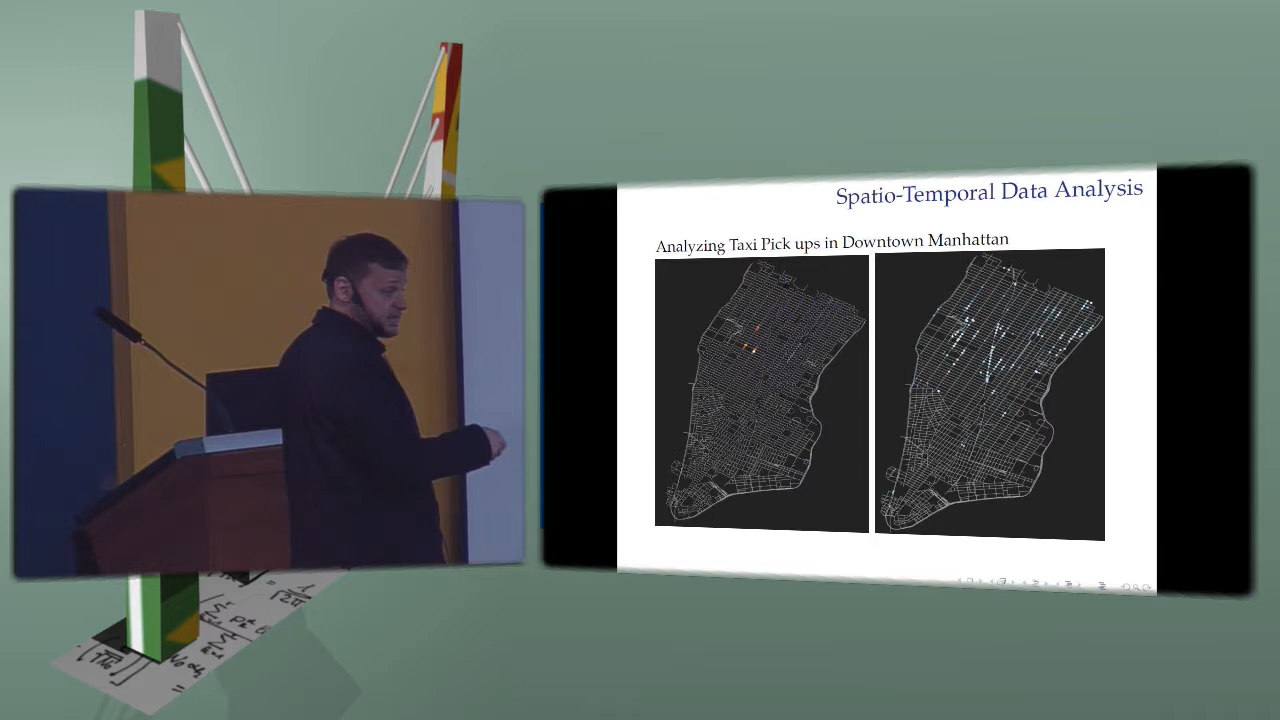 Spatio-Temporal Data Analysis
Analyzing Taxi Pick ups in Downtown Manhattan